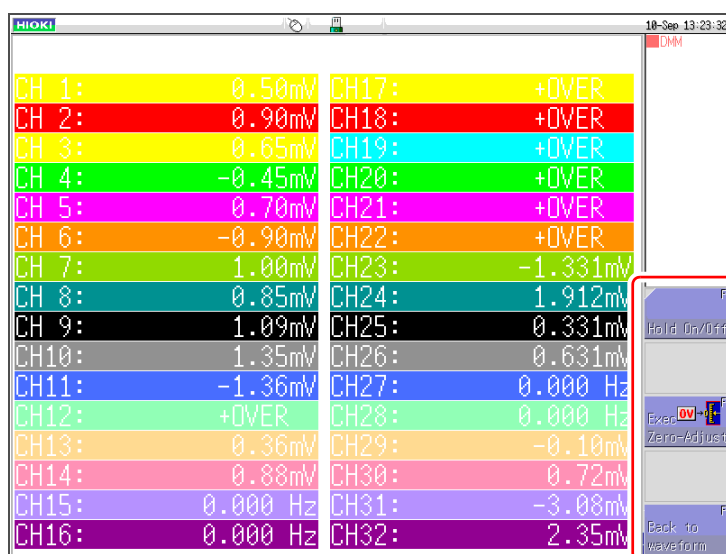 HIOKI
10-Sep 13:23:32
DMM
CH 1: 0.50mV CH17: +OVER
CH 2: 0.90mV CH18: +OVER
CH 3: 0.65mV CH19: +OVER
CH 4: -0.45mV CH20: +OVER
CH 5: 0.70mV CH21: +OVER
CH 6: -0.90mV CH22: +OVER
CH 7: 1.00mV CH23: -1.331mV
CH 8: 0.85mV CH24: 1.912mV
CH 9: 1.09mV CH25: 0.331mV
CH10: 1.35mV CH26: 0.631mV
CH11: -1.36mV CH27: 0.000 Hz
CH12: +OVER CH28: 0.000 Hz
CH13: 0.36mV CH29: -0.10mV
CH14: 0.88mV CH30: 0.72mV
CH15: 0.000 Hz CH31: -3.08mV
CH16: 0.000 Hz CH32: 2.35mV
Hold On/Off
Exec 0V
Zero-Adjust
Back to
waveform